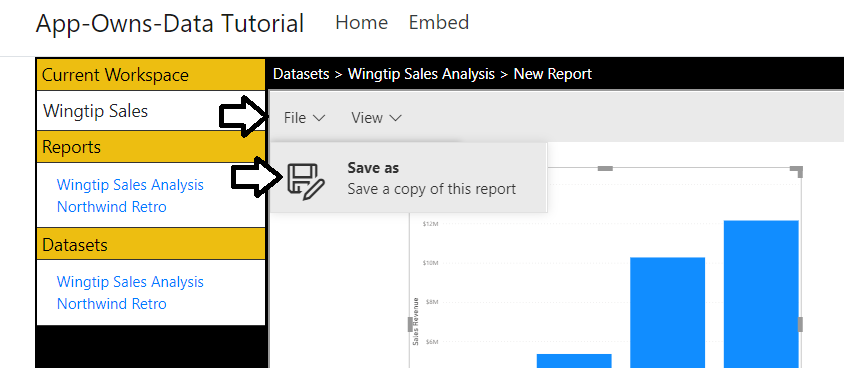 App-Owns-Data Tutorial Home Embed
Current Workspace
Datasets > Wingtip Sales Analysis > New Report
Wingtip Sales
File View
Reports
Save as
Save a copy of this report
Wingtip Sales Analysis
Northwind Retro
Datasets
Wingtip Sales Analysis
Northwind Retro
$12M
$10M
$8M
$6M
Sales Revenue